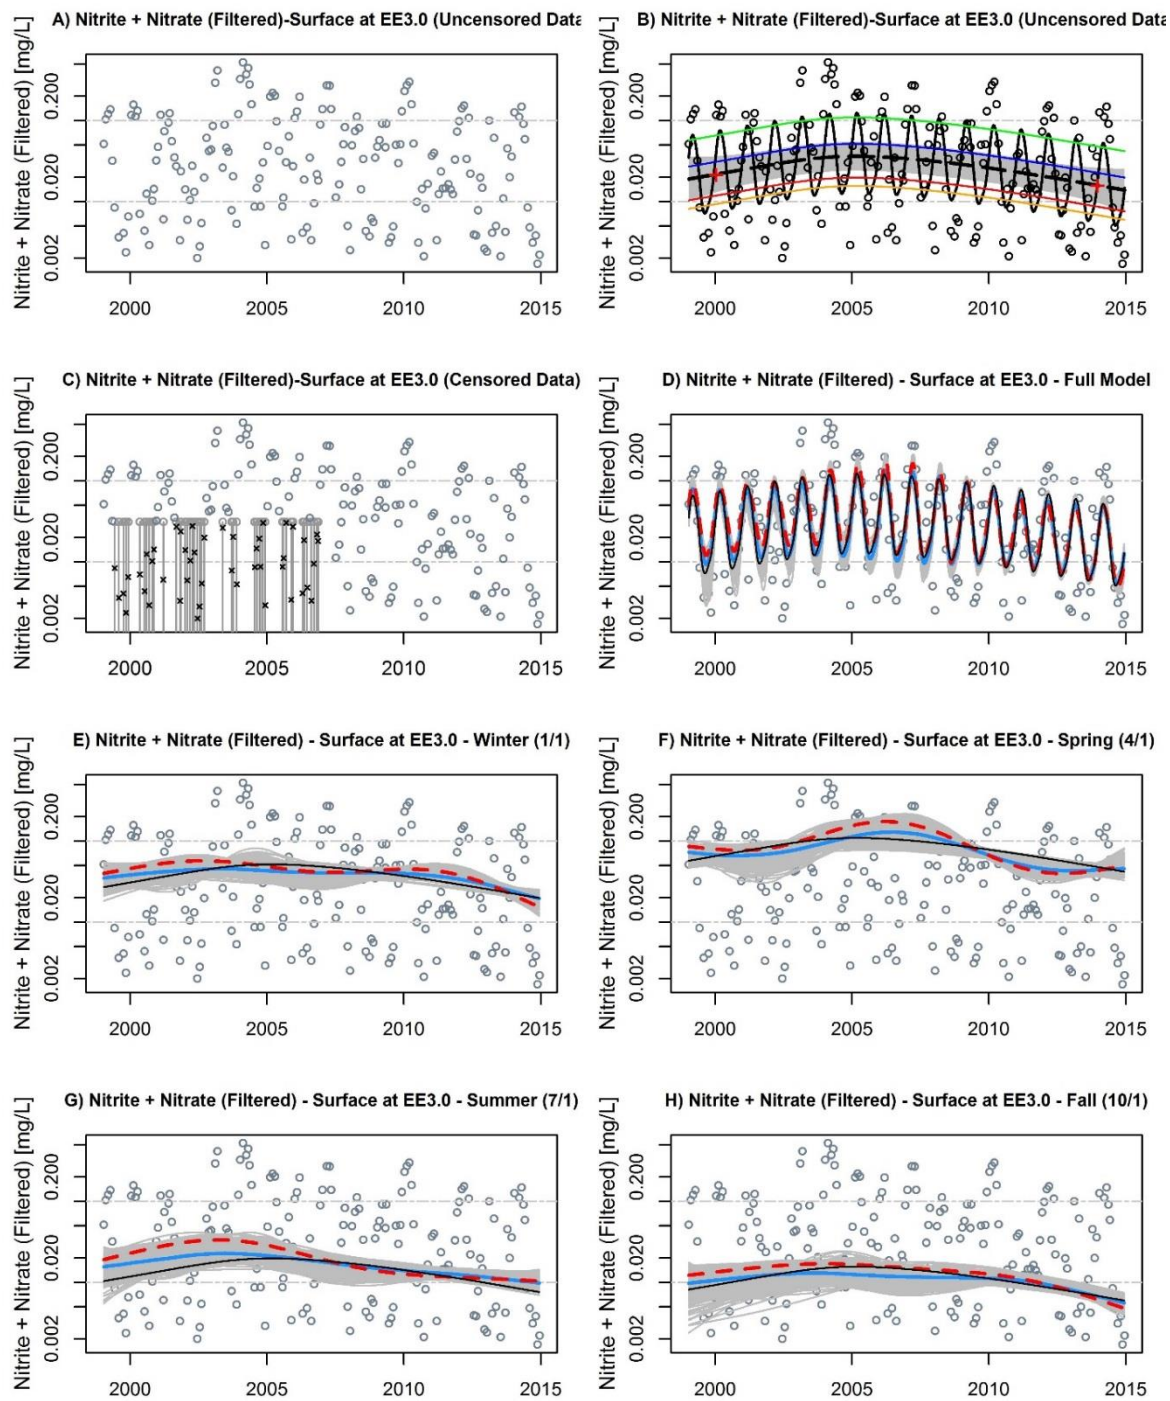 A) Nitrite + Nitrate (Filtered)-Surface at EE3.0 (Uncensored Data
Nitrite + Nitrate (Filtered) [mg/L]
0.200
0.020
0.002
2000 2005 2010 2015
B) Nitrite + Nitrate (Filtered)-Surface at EE3.0 (Uncensored Data
Nitrite + Nitrate (Filtered) [mg/L]
0.200
0.020
0.002
2000 2005 2010 2015
C) Nitrite + Nitrate (Filtered)-Surface at EE3.0 (Censored Data)
Nitrite + Nitrate (Filtered) [mg/L]
0.200
0.020
0.002
2000 2005 2010 2015
D) Nitrite + Nitrate (Filtered) - Surface at EE3.0 - Full Model
Nitrite + Nitrate (Filtered) [mg/L]
0.200
0.020
0.002
2000 2005 2010 2015
E) Nitrite + Nitrate (Filtered) - Surface at EE3.0 - Winter (1/1)
Nitrite + Nitrate (Filtered) [mg/L]
0.200
0.020
0.002
2000 2005 2010 2015
F) Nitrite + Nitrate (Filtered) - Surface at EE3.0 - Spring (4/1)
Nitrite + Nitrate (Filtered) [mg/L]
0.200
0.020
0.002
2000 2005 2010 2015
G) Nitrite + Nitrate (Filtered) - Surface at EE3.0 - Summer (7/1)
Nitrite + Nitrate (Filtered) [mg/L]
0.200
0.020
0.002
2000 2005 2010 2015
H) Nitrite + Nitrate (Filtered) - Surface at EE3.0 - Fall (10/1)
Nitrite + Nitrate (Filtered) [mg/L]
0.200
0.020
0.002
2000 2005 2010 2015